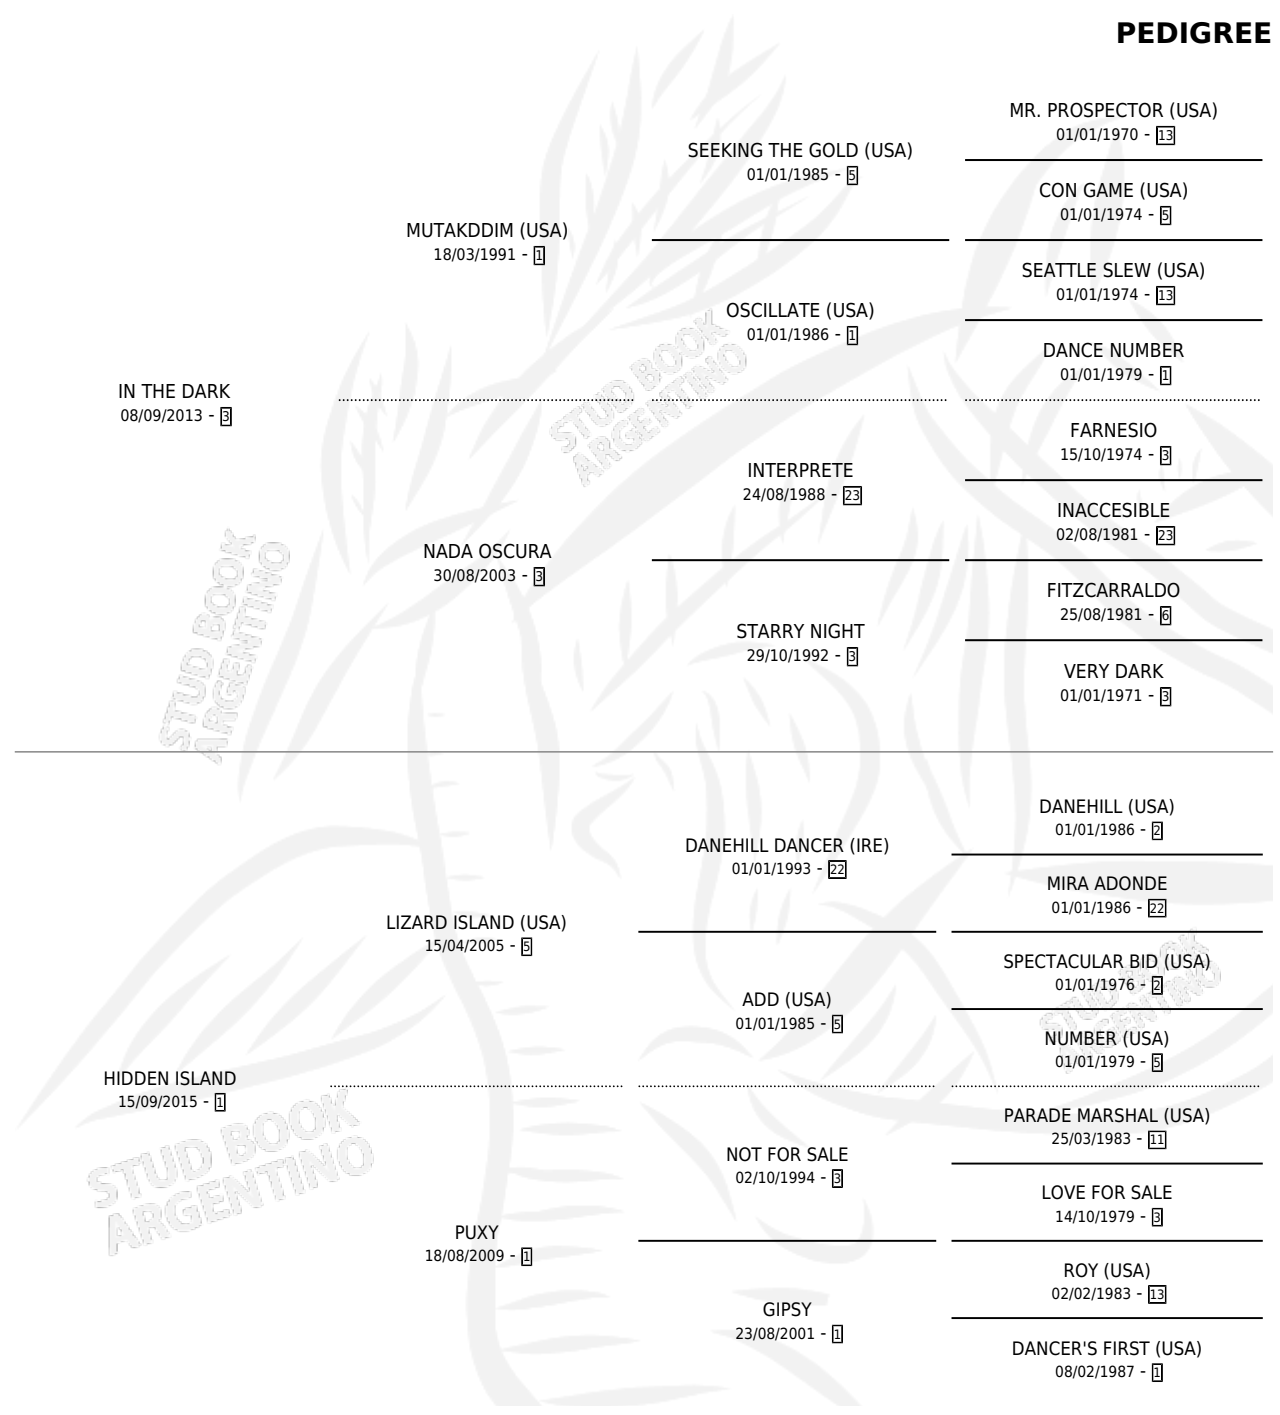 PEDIGREE
MR. PROSPECTOR (USA)
01/01/1970 - 13
SEEKING THE GOLD (USA)
01/01/1985 - 5
CON GAME (USA)
01/01/1974 - 5
MUTAKDDIM (USA)
18/03/1991 - 1
SEATTLE SLEW (USA)
01/01/1974 - 13
OSCILLATE (USA)
01/01/1986 - 1
DANCE NUMBER
01/01/1979 - 1
IN THE DARK
08/09/2013 - 3
FARNESIO
15/10/1974 - 3
INTERPRETE
24/08/1988 - 23
INACCESIBLE
02/08/1981 - 23
NADA OSCURA
30/08/2003 - 3
FITZCARRALDO
25/08/1981 - 6
STARRY NIGHT
29/10/1992 - 3
VERY DARK
01/01/1971 - 3
DANEHILL (USA)
01/01/1986 - 2
DANEHILL DANCER (IRE)
01/01/1993 - 22
MIRA ADONDE
01/01/1986 - 22
LIZARD ISLAND (USA)
15/04/2005 - 5
SPECTACULAR BID (USA)
01/01/1976 - 2
ADD (USA)
01/01/1985 - 5
NUMBER (USA)
01/01/1979 - 5
HIDDEN ISLAND
15/09/2015 - 1
PARADE MARSHAL (USA)
25/03/1983 - 11
NOT FOR SALE
02/10/1994 - 3
LOVE FOR SALE
14/10/1979 - 3
PUXY
18/08/2009 - 1
ROY (USA)
02/02/1983 - 13
GIPSY
23/08/2001 - 1
DANCER'S FIRST (USA)
08/02/1987 - 1
STUD BOOK
ARGENTINO
STUD BOOK
ARGENTINO
STUD BOOK
ARGENTINO
STUD BOOK
ARGENTINO